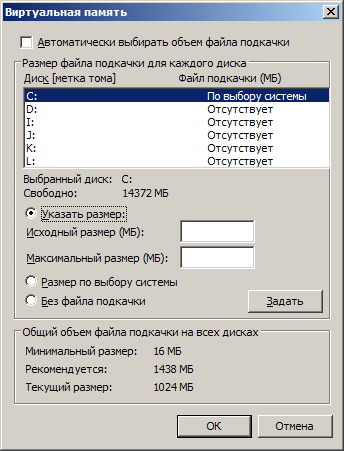 Виртуальная память
Автоматически выбирать объем файла подкачки
Размер файла подкачки для каждого диска
Диск [метка тома] Файл подкачки (МБ)
C: По выбору системы
D: Отсутствует
I: Отсутствует
J: Отсутствует
K: Отсутствует
L: Отсутствует
Выбранный диск: C:
Свободно: 14372 МБ
Указать размер:
Исходный размер (МБ):
Максимальный размер (МБ):
Размер по выбору системы
Без файла подкачки
Задать
Общий объем файла подкачки на всех дисках
Минимальный размер: 16 МБ
Рекомендуется: 1438 МБ
Текущий размер: 1024 МБ
ОК Отмена